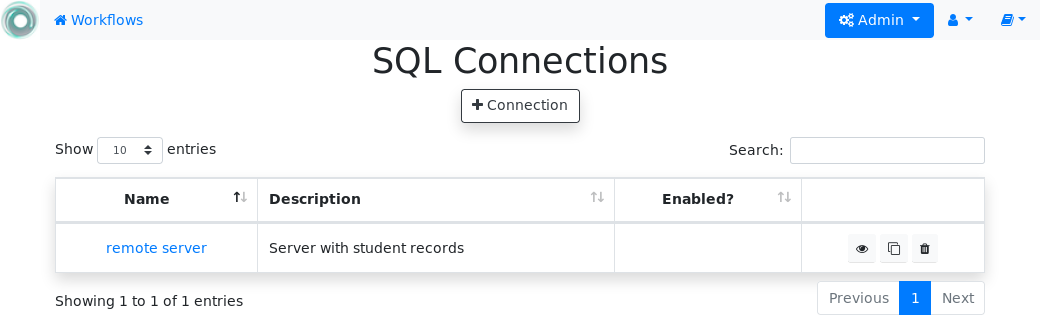 Workflows Admin
SQL Connections
Connection
Show 10 entries Search:
Name Description Enabled?
remote server Server with student records
Showing 1 to 1 of 1 entries Previous 1 Next